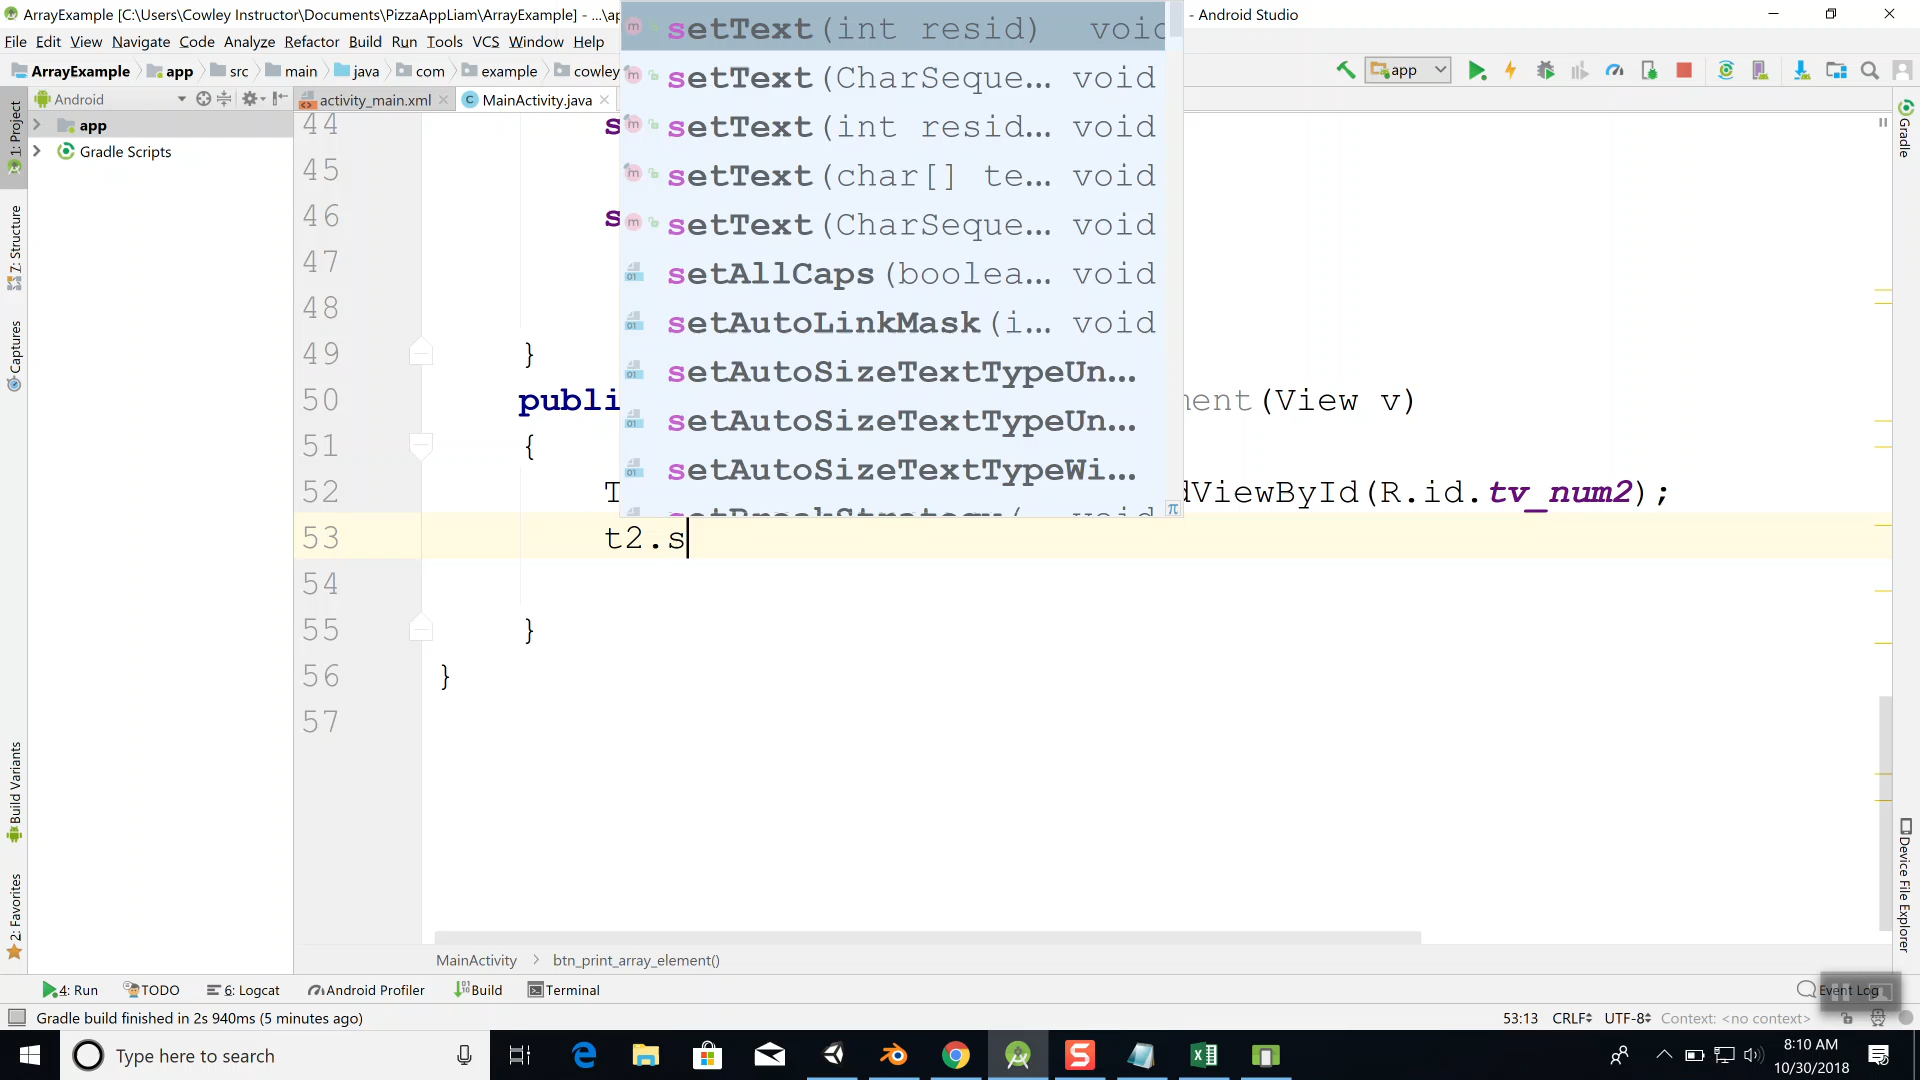 ArrayExample [C:\Users\Cowley Instructor\Documents\PizzaAppLiam\ArrayExample] - ...\ap
- Android Studio
File Edit View Navigate Code Analyze Refactor Build Run Tools VCS Window Help
ArrayExample app src main java com example cowley
app
Android
activity_main.xml
MainActivity.java
1: Project
Z: Structure
Captures
Build Variants
2: Favorites
app
Gradle Scripts
setText(int resid) void
setText(CharSeque... void
setText(int resid... void
setText(char[] te... void
setText(CharSeque... void
setAllCaps(boolea... void
setAutoLinkMask(i... void
setAutoSizeTextTypeUn...
setAutoSizeTextTypeUn...
setAutoSizeTextTypeWi...
setBreakStrategy(... void
π
44 s
45
46 s
47
48
49 }
50 publi ment(View v)
51 {
52 T dViewById(R.id.tv_num2);
53 t2.s
54
55 }
56 }
57
Gradle
Device File Explorer
MainActivity > btn_print_array_element()
4: Run TODO 6: Logcat Android Profiler Build Terminal
Event Log
Gradle build finished in 2s 940ms (5 minutes ago)
53:13 CRLF UTF-8 Context: <no context>
Type here to search
8:10 AM
10/30/2018